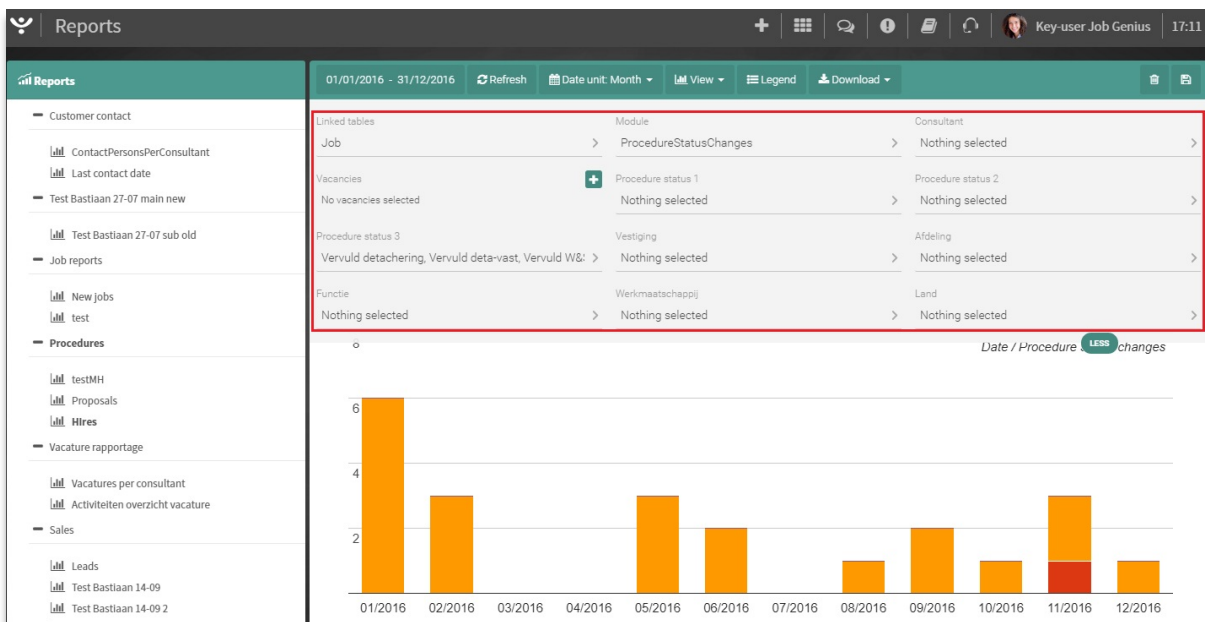 Reports
Key-user Job Genius
17:11
Reports
Customer contact
ContactPersonsPerConsultant
Last contact date
Test Bastiaan 27-07 main new
Test Bastiaan 27-07 sub old
Job reports
New jobs
test
Procedures
testMH
Proposals
HIres
Vacature rapportage
Vacatures per consultant
Activiteiten overzicht vacature
Sales
Leads
Test Bastiaan 14-09
Test Bastiaan 14-09 2
01/01/2016 - 31/12/2016 Refresh Date unit: Month View Legend Download
Linked tables Module Consultant
Job ProcedureStatusChanges Nothing selected
Vacancies Procedure status 1 Procedure status 2
No vacancies selected Nothing selected Nothing selected
Procedure status 3 Vestiging Afdeling
Vervuld detachering, Vervuld deta-vast, Vervuld W&: Nothing selected Nothing selected
Functie Werkmaatschappij Land
Nothing selected Nothing selected Nothing selected
8 Date / Procedure changes
LESS
6
4
2
01/2016 02/2016 03/2016 04/2016 05/2016 06/2016 07/2016 08/2016 09/2016 10/2016 11/2016 12/2016